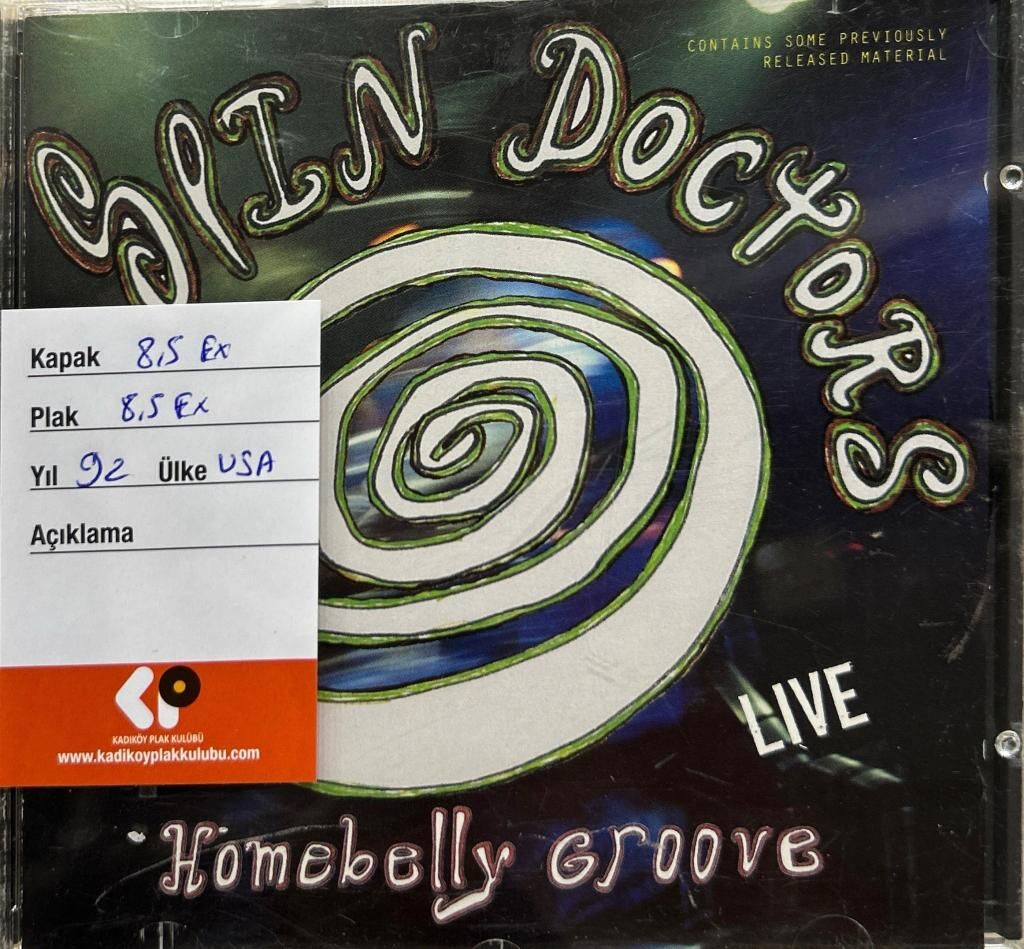 CONTAINS SOME PREVIOUSLY
RELEASED MATERIAL
SPIN DOCTORS
Kapak 8,5 Ex
Plak 8,5 Ex
Yıl 92 Ülke USA
Açıklama
KADIKÖY PLAK KULÜBÜ
www.kadikoyplakkulubu.com
LIVE
Homebelly Groove